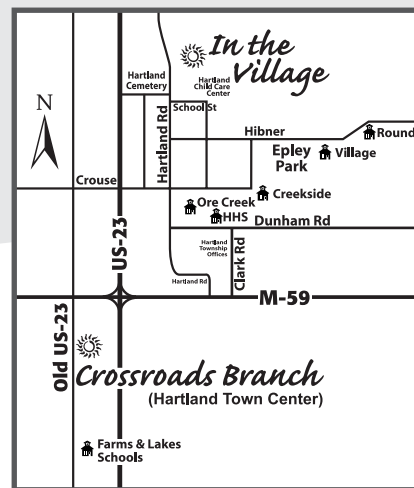 In the
Village
Hartland
Cemetery
Hartland
Child Care
Center
N
School St
Hartland Rd
Hibner
Round
Epley
Park
Village
Crouse
Creekside
Ore Creek
HHS
Dunham Rd
US-23
Hartland
Township
Offices
Clark Rd
Hartland Rd
M-59
Old US-23
Crossroads Branch
(Hartland Town Center)
Farms & Lakes
Schools